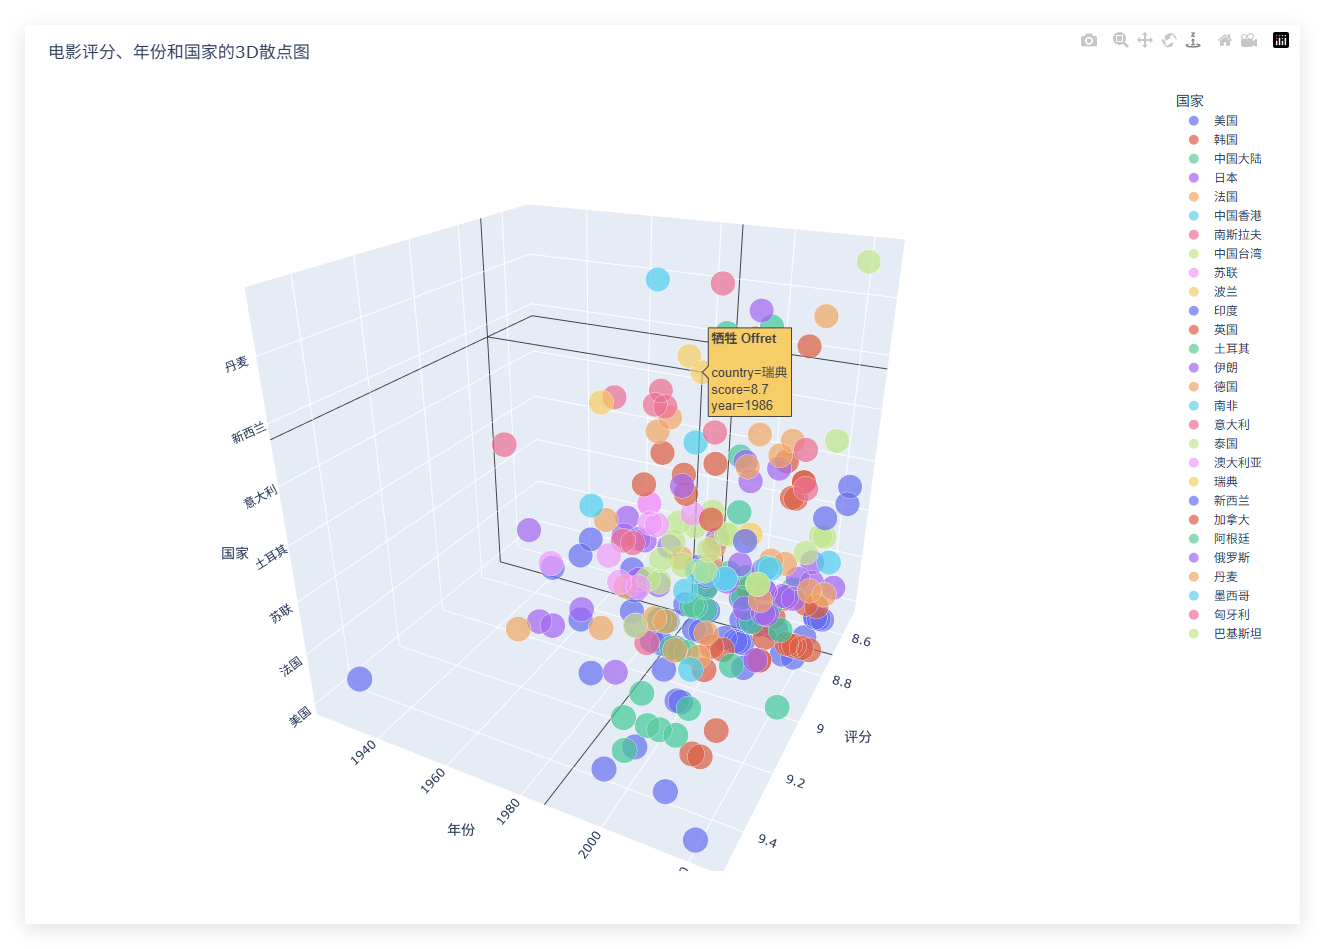 电影评分、年份和国家的3D散点图
国家
美国
韩国
中国大陆
日本
法国
中国香港
南斯拉夫
中国台湾
苏联
波兰
印度
英国
土耳其
伊朗
德国
南非
意大利
泰国
澳大利亚
瑞典
新西兰
加拿大
阿根廷
俄罗斯
丹麦
墨西哥
匈牙利
巴基斯坦
牺牲 Offret
country=瑞典
score=8.7
year=1986
丹麦
新西兰
意大利
国家
土耳其
苏联
法国
美国
1940
1960
1980
2000
年份
8.6
8.8
9
评分
9.2
9.4